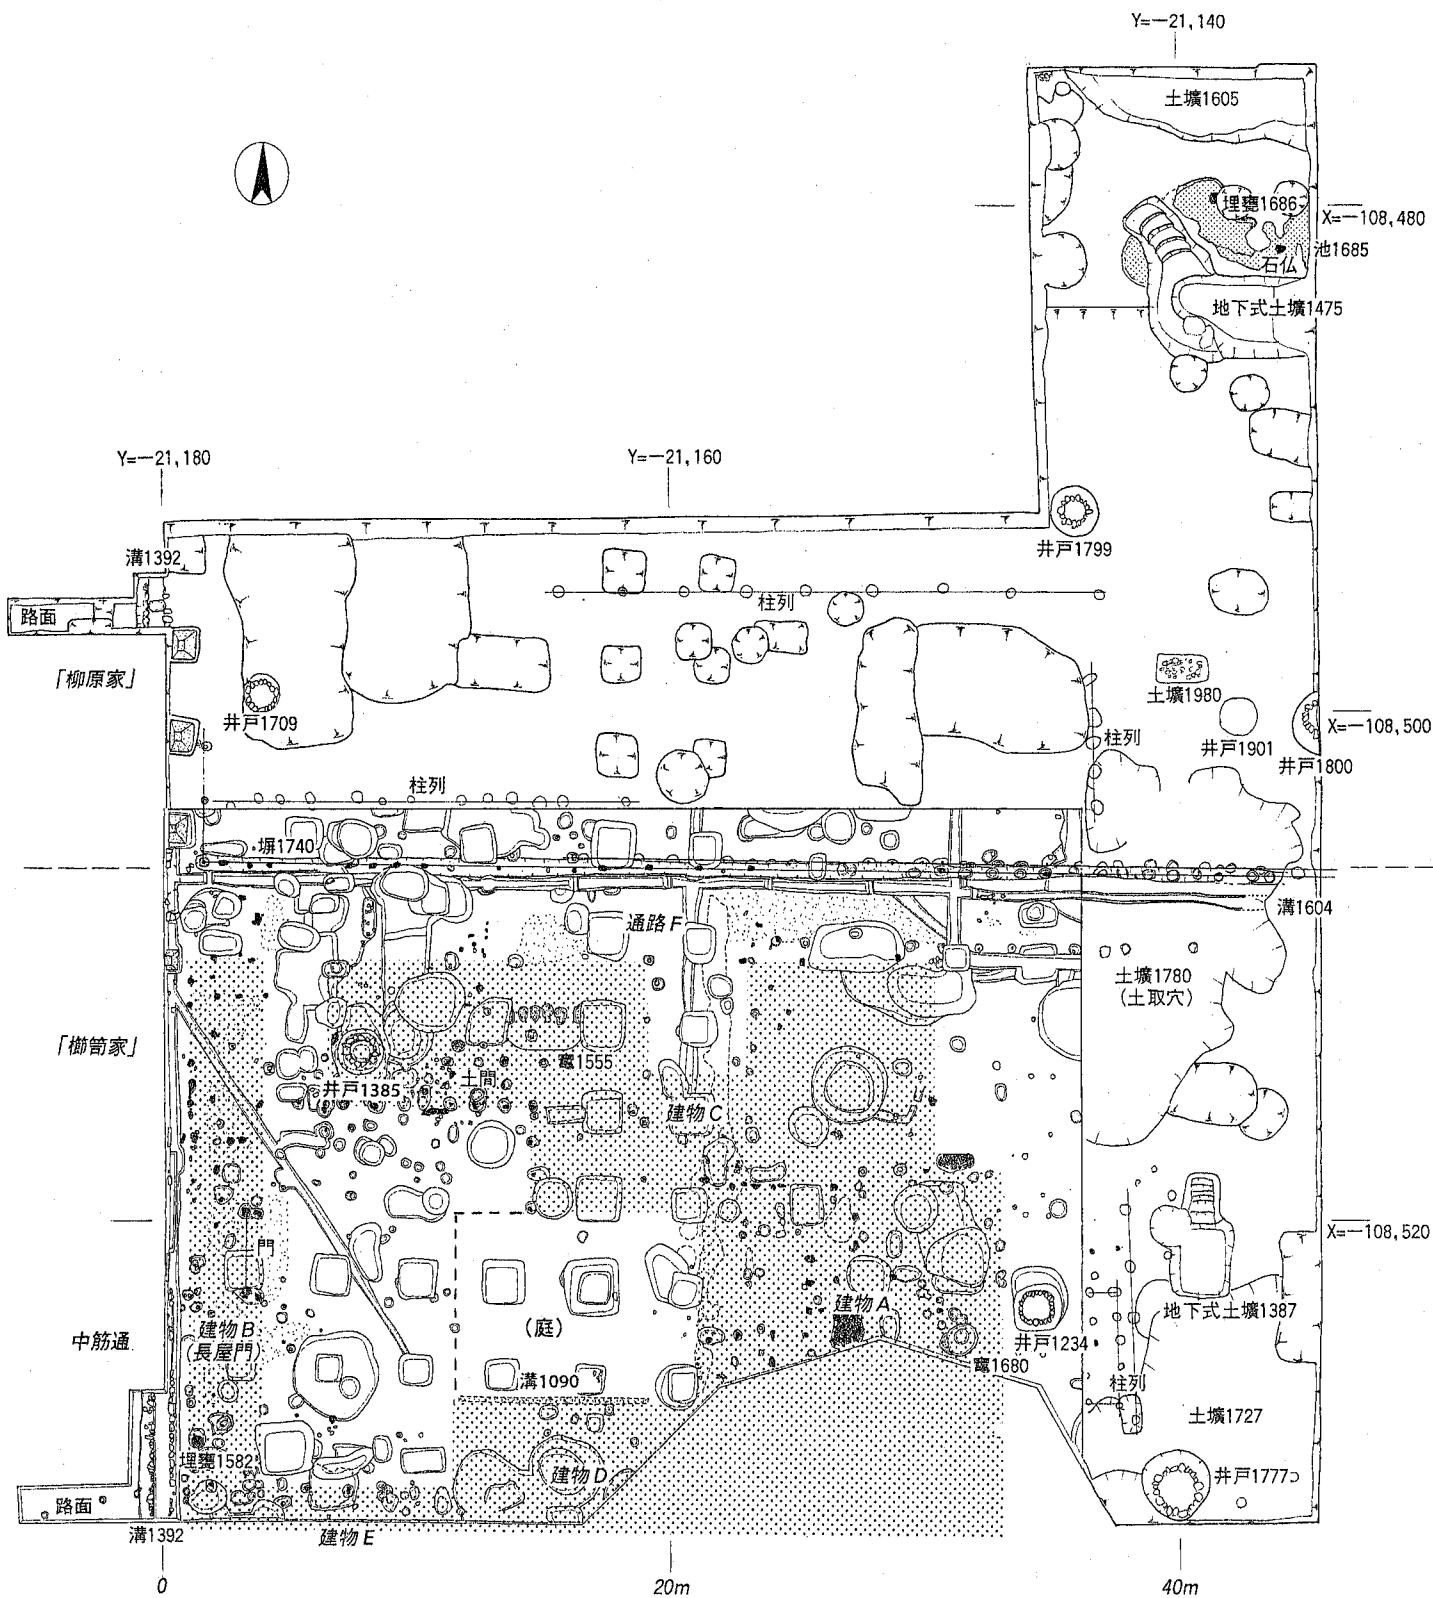 Y=−21,140
土壙1605
埋甕1686
X=−108,480
池1685
石仏
地下式土壙1475
Y=−21,180
Y=−21,160
井戸1799
溝1392
柱列
路面
「柳原家」
土壙1980
井戸1709
井戸1901
柱列
X=−108,500
井戸1800
柱列
塀1740
溝1604
通路F
土壙1780
(土取穴)
「櫛笥家」
竈1555
土間
井戸1385
建物C
X=−108,520
門
建物A
地下式土壙1387
中筋通
建物B
(長屋門)
(庭)
井戸1234
竈1680
溝1090
柱列
土壙1727
埋甕1582
建物D
井戸1777
路面
溝1392
建物E
0
20m
40m